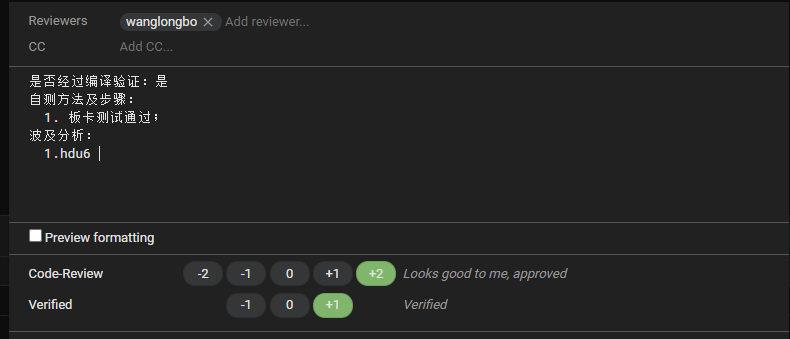 Reviewers wanglongbo Add reviewer...
CC Add CC...
是否经过编译验证：是
自测方法及步骤：
1. 板卡测试通过；
波及分析：
1.hdu6
Preview formatting
Code-Review -2 -1 0 +1 +2 Looks good to me, approved
Verified -1 0 +1 Verified